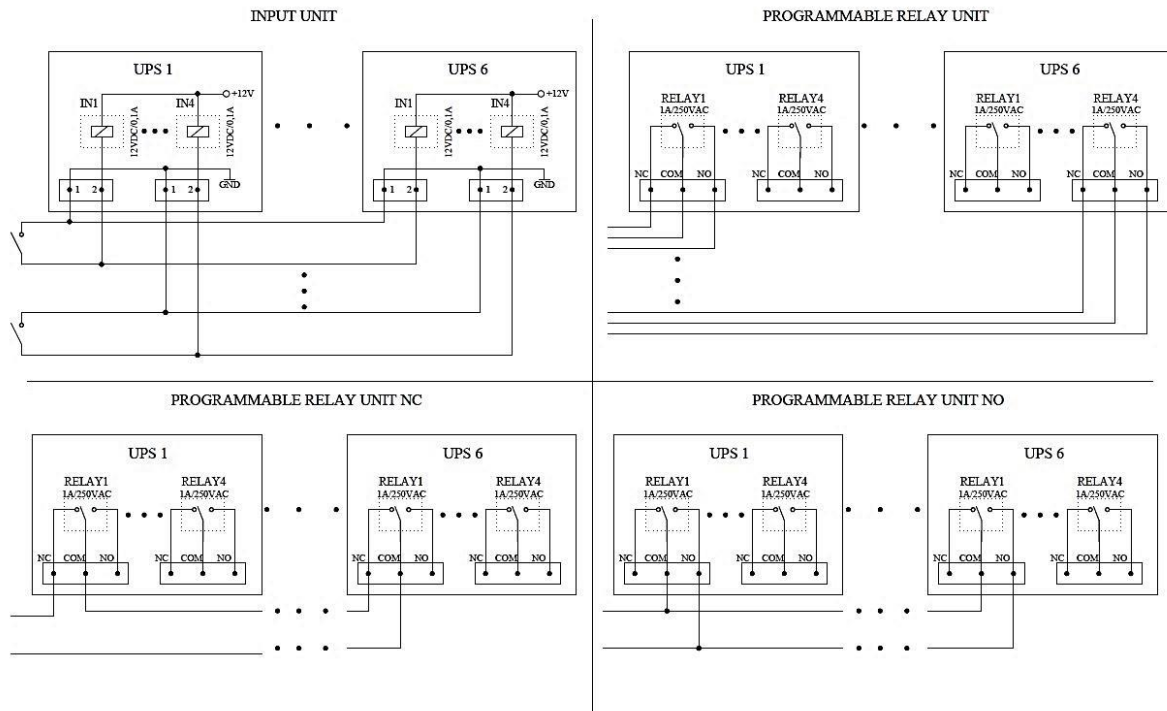 INPUT UNIT
UPS 1
UPS 6
+12V
+12V
IN1
IN4
IN1
IN4
12VDC/0,1A
12VDC/0,1A
12VDC/0,1A
12VDC/0,1A
1 2
1 2
GND
1 2
1 2
GND
PROGRAMMABLE RELAY UNIT
UPS 1
UPS 6
RELAY1
1A/250VAC
RELAY4
1A/250VAC
RELAY1
1A/250VAC
RELAY4
1A/250VAC
NC COM NO
NC COM NO
NC COM NO
NC COM NO
PROGRAMMABLE RELAY UNIT NC
UPS 1
UPS 6
RELAY1
1A/250VAC
RELAY4
1A/250VAC
RELAY1
1A/250VAC
RELAY4
1A/250VAC
NC COM NO
NC COM NO
NC COM NO
NC COM NO
PROGRAMMABLE RELAY UNIT NO
UPS 1
UPS 6
RELAY1
1A/250VAC
RELAY4
1A/250VAC
RELAY1
1A/250VAC
RELAY4
1A/250VAC
NC COM NO
NC COM NO
NC COM NO
NC COM NO